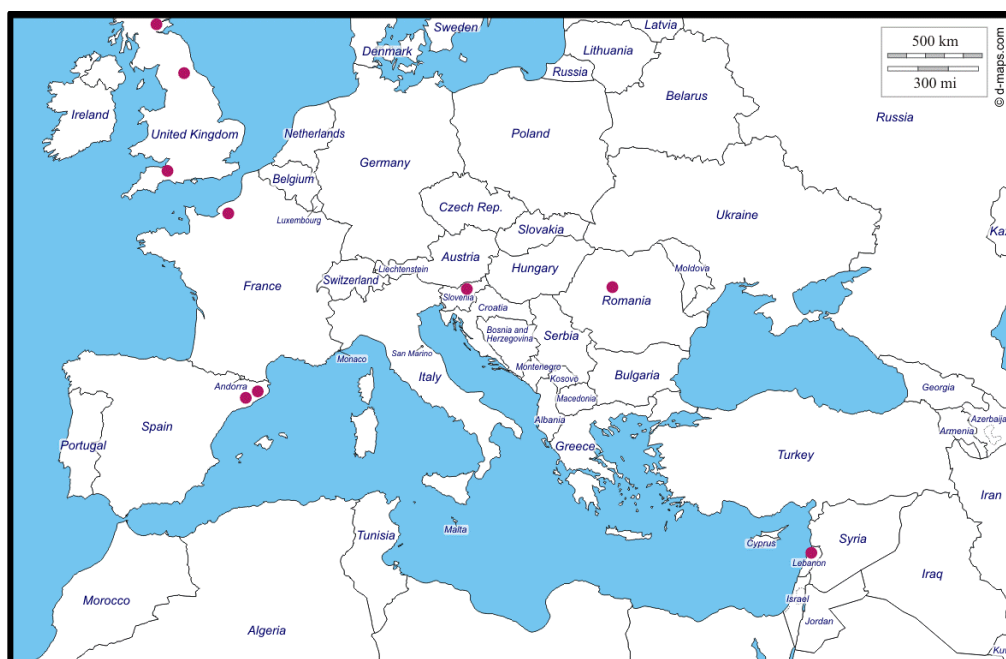 Sweden
Latvia
500 km
300 mi
© d-maps.com
Denmark
Lithuania
Russia
Belarus
Russia
Ireland
United Kingdom
Netherlands
Poland
Germany
Belgium
Luxembourg
Czech Rep.
Ukraine
Slovakia
Austria
Liechtenstein
Switzerland
Hungary
Moldova
France
Slovenia
Croatia
Romania
Bosnia and
Herzegovina
Serbia
San Marino
Monaco
Italy
Montenegro
Kosovo
Bulgaria
Macedonia
Andorra
Georgia
Azerbaija
Armenia
Albania
Spain
Portugal
Greece
Turkey
Iran
Malta
Tunisia
Cyprus
Syria
Lebanon
Iraq
Israel
Jordan
Morocco
Algeria
Kaz
Ku